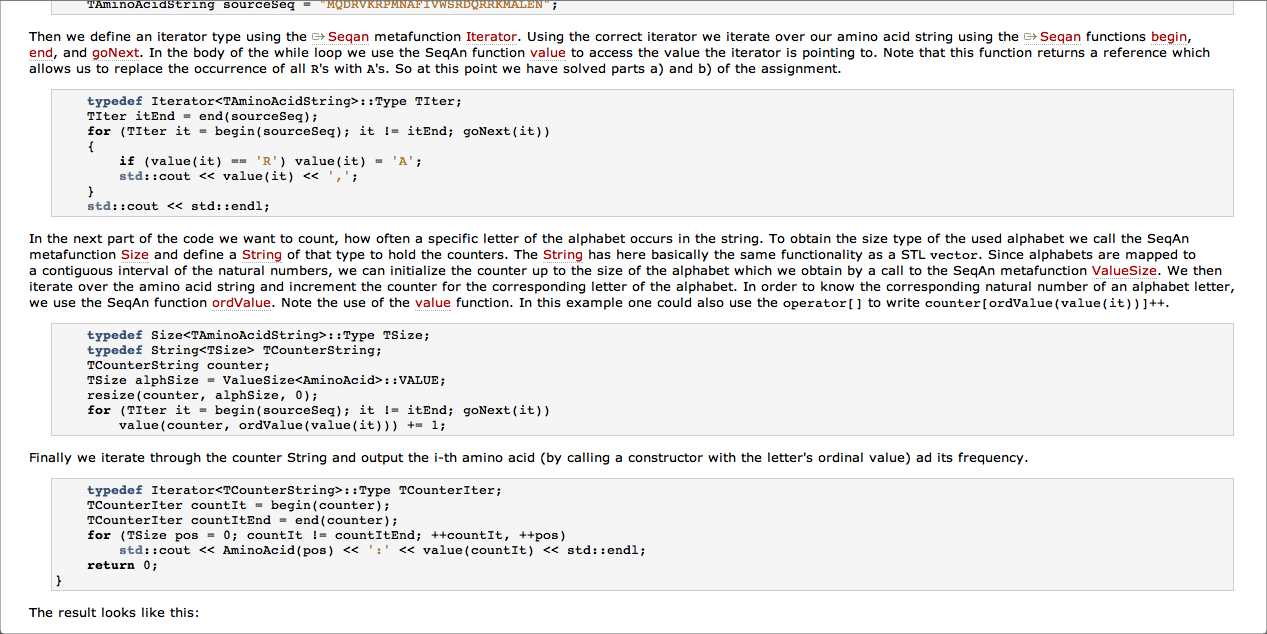 TAminoAcidString sourceSeq = "MQDRVKRPMNAFIVWSRDQRRKMALEN";
Then we define an iterator type using the Seqan metafunction Iterator. Using the correct iterator we iterate over our amino acid string using the Seqan functions begin,
end, and goNext. In the body of the while loop we use the SeqAn function value to access the value the iterator is pointing to. Note that this function returns a reference which
allows us to replace the occurrence of all R's with A's. So at this point we have solved parts a) and b) of the assignment.
typedef Iterator<TAminoAcidString>::Type TIter;
TIter itEnd = end(sourceSeq);
for (TIter it = begin(sourceSeq); it != itEnd; goNext(it))
{
if (value(it) == 'R') value(it) = 'A';
std::cout << value(it) << ',';
}
std::cout << std::endl;
In the next part of the code we want to count, how often a specific letter of the alphabet occurs in the string. To obtain the size type of the used alphabet we call the SeqAn
metafunction Size and define a String of that type to hold the counters. The String has here basically the same functionality as a STL vector. Since alphabets are mapped to
a contiguous interval of the natural numbers, we can initialize the counter up to the size of the alphabet which we obtain by a call to the SeqAn metafunction ValueSize. We then
iterate over the amino acid string and increment the counter for the corresponding letter of the alphabet. In order to know the corresponding natural number of an alphabet letter,
we use the SeqAn function ordValue. Note the use of the value function. In this example one could also use the operator[] to write counter[ordValue(value(it))]++.
typedef Size<TAminoAcidString>::Type TSize;
typedef String<TSize> TCounterString;
TCounterString counter;
TSize alphSize = ValueSize<AminoAcid>::VALUE;
resize(counter, alphSize, 0);
for (TIter it = begin(sourceSeq); it != itEnd; goNext(it))
value(counter, ordValue(value(it))) += 1;
Finally we iterate through the counter String and output the i-th amino acid (by calling a constructor with the letter's ordinal value) ad its frequency.
typedef Iterator<TCounterString>::Type TCounterIter;
TCounterIter countIt = begin(counter);
TCounterIter countItEnd = end(counter);
for (TSize pos = 0; countIt != countItEnd; ++countIt, ++pos)
std::cout << AminoAcid(pos) << ':' << value(countIt) << std::endl;
return 0;
}
The result looks like this: